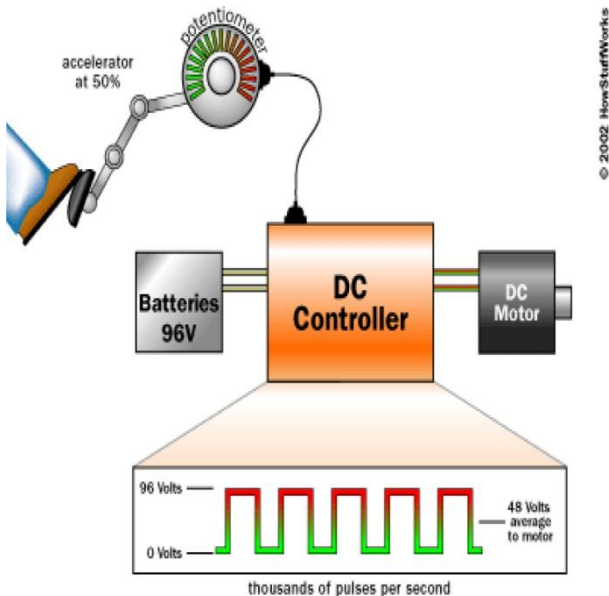 potentiometer
accelerator
at 50%
© 2002 HowStuffWorks
Batteries
96V
DC
Controller
DC
Motor
96 Volts
0 Volts
48 Volts
average
to motor
thousands of pulses per second